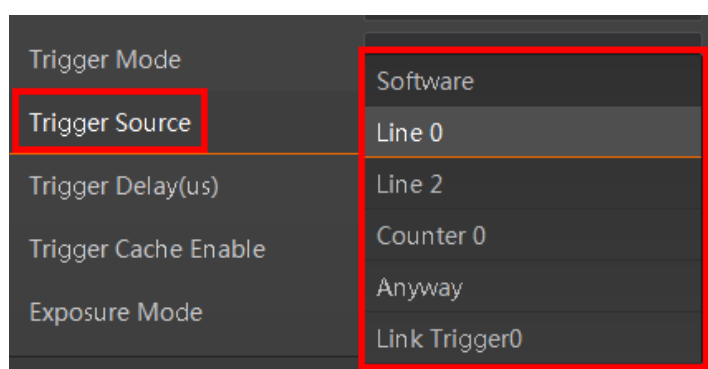 Trigger Mode
Trigger Source
Trigger Delay(us)
Trigger Cache Enable
Exposure Mode
Software
Line 0
Line 2
Counter 0
Anyway
Link Trigger0